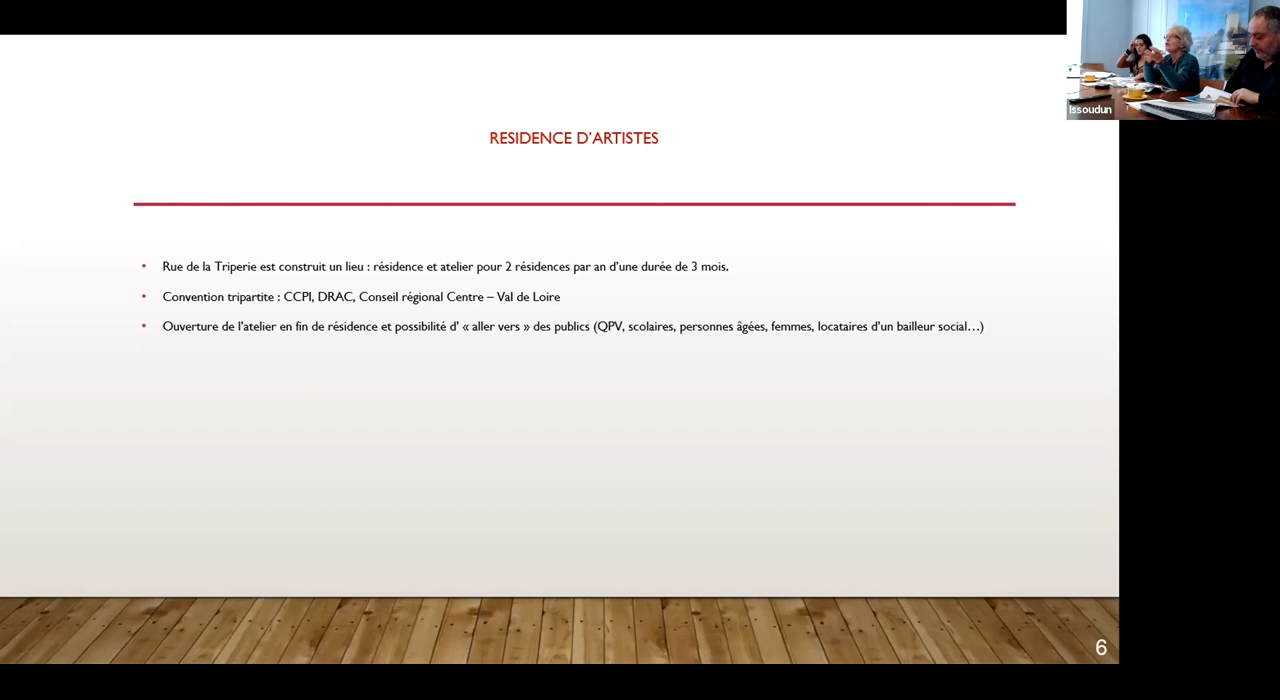 Issoudun
RESIDENCE D'ARTISTES
• Rue de la Triperie est construit un lieu : résidence et atelier pour 2 résidences par an d'une durée de 3 mois.
• Convention tripartite : CCPI, DRAC, Conseil régional Centre – Val de Loire
• Ouverture de l'atelier en fin de résidence et possibilité d' « aller vers » des publics (QPV, scolaires, personnes âgées, femmes, locataires d'un bailleur social…)
6